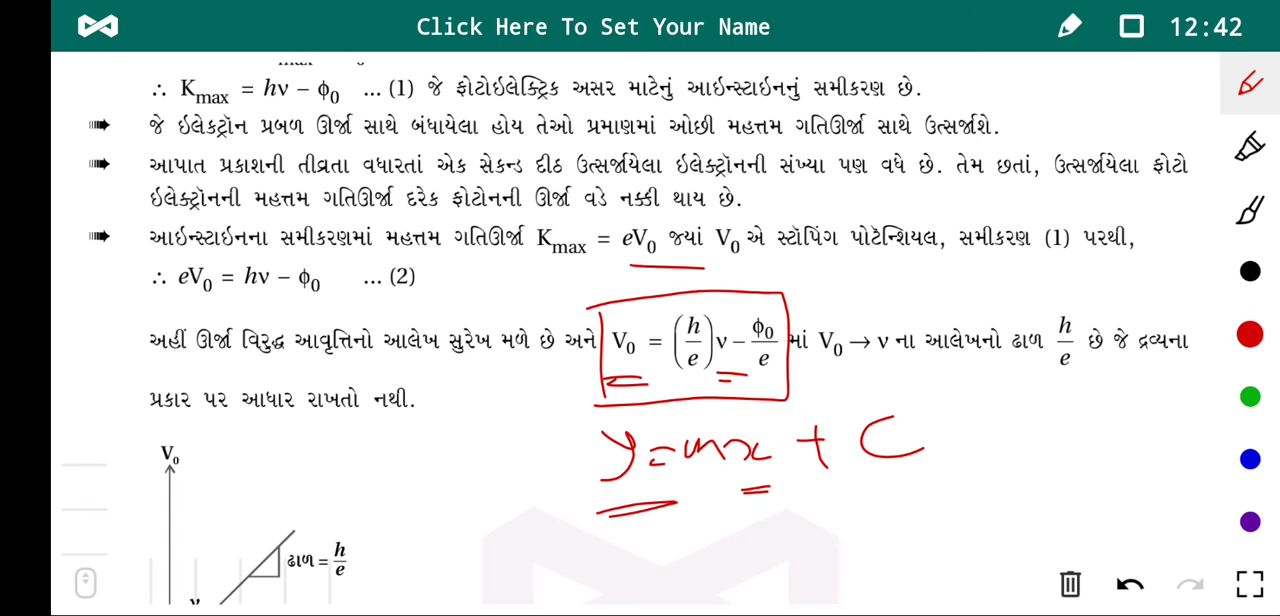 Click Here To Set Your Name
12:42
∴ Kmax = hν – ϕ0 ... (1) જે ફોટોઇલેક્ટ્રિક અસર માટેનું આઇન્સ્ટાઇનનું સમીકરણ છે.
જે ઇલેક્ટ્રૉન પ્રબળ ઊર્જા સાથે બંધાયેલા હોય તેઓ પ્રમાણમાં ઓછી મહત્તમ ગતિઊર્જા સાથે ઉત્સર્જાશે.
આપાત પ્રકાશની તીવ્રતા વધારતાં એક સેકન્ડ દીઠ ઉત્સર્જાયેલા ઇલેક્ટ્રૉનની સંખ્યા પણ વધે છે. તેમ છતાં, ઉત્સર્જાયેલા ફોટો
ઇલેક્ટ્રૉનની મહત્તમ ગતિઊર્જા દરેક ફોટોનની ઊર્જા વડે નક્કી થાય છે.
આઇન્સ્ટાઇનના સમીકરણમાં મહત્તમ ગતિઊર્જા Kmax = eV0 જ્યાં V0 એ સ્ટૉપિંગ પોટૅન્શિયલ, સમીકરણ (1) પરથી,
∴ eV0 = hν – ϕ0 ... (2)
અહીં ઊર્જા વિરુદ્ધ આવૃત્તિનો આલેખ સુરેખ મળે છે અને V0 = (h/e)ν – ϕ0/e માં V0 → ν ના આલેખનો ઢાળ h/e છે જે દ્રવ્યના
પ્રકાર પર આધાર રાખતો નથી.
y = mx + C
V0
ઢાળ = h/e